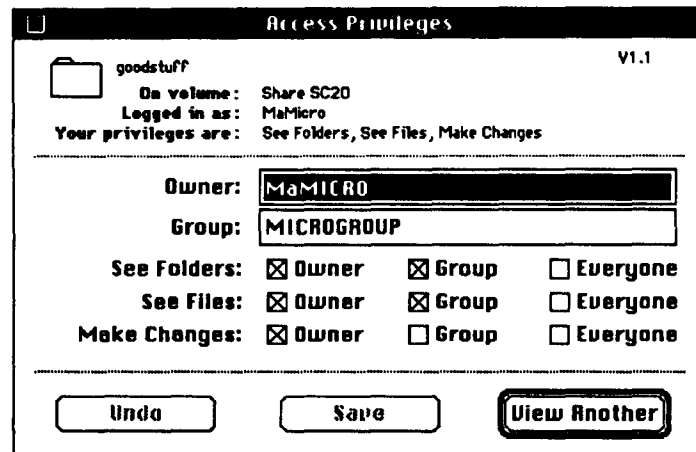 Access Privileges
goodstuff V1.1
On volume: Share SC20
Logged in as: MaMicro
Your privileges are: See Folders, See Files, Make Changes
Owner: MaMICRO
Group: MICROGROUP
See Folders: Owner Group Everyone
See Files: Owner Group Everyone
Make Changes: Owner Group Everyone
Undo Save View Another